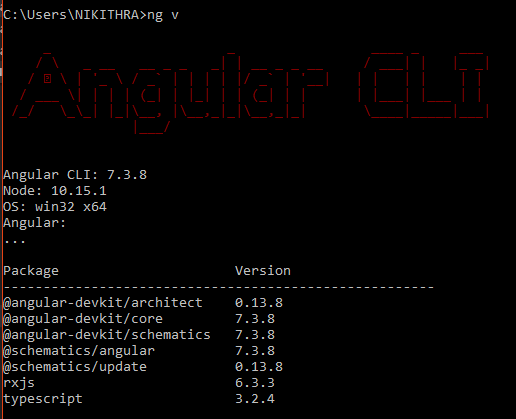 C:\Users\NIKITHRA>ng v
Angular CLI
Angular CLI: 7.3.8
Node: 10.15.1
OS: win32 x64
Angular:
...
Package Version
------------------------------------------------------
@angular-devkit/architect 0.13.8
@angular-devkit/core 7.3.8
@angular-devkit/schematics 7.3.8
@schematics/angular 7.3.8
@schematics/update 0.13.8
rxjs 6.3.3
typescript 3.2.4